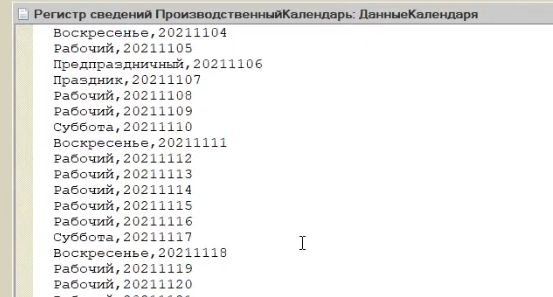 Регистр сведений ПроизводственныйКалендарь: ДанныеКалендаря
Воскресенье,20211104
Рабочий,20211105
Предпраздничный,20211106
Праздник,20211107
Рабочий,20211108
Рабочий,20211109
Суббота,20211110
Воскресенье,20211111
Рабочий,20211112
Рабочий,20211113
Рабочий,20211114
Рабочий,20211115
Рабочий,20211116
Суббота,20211117
Воскресенье,20211118
Рабочий,20211119
Рабочий,20211120